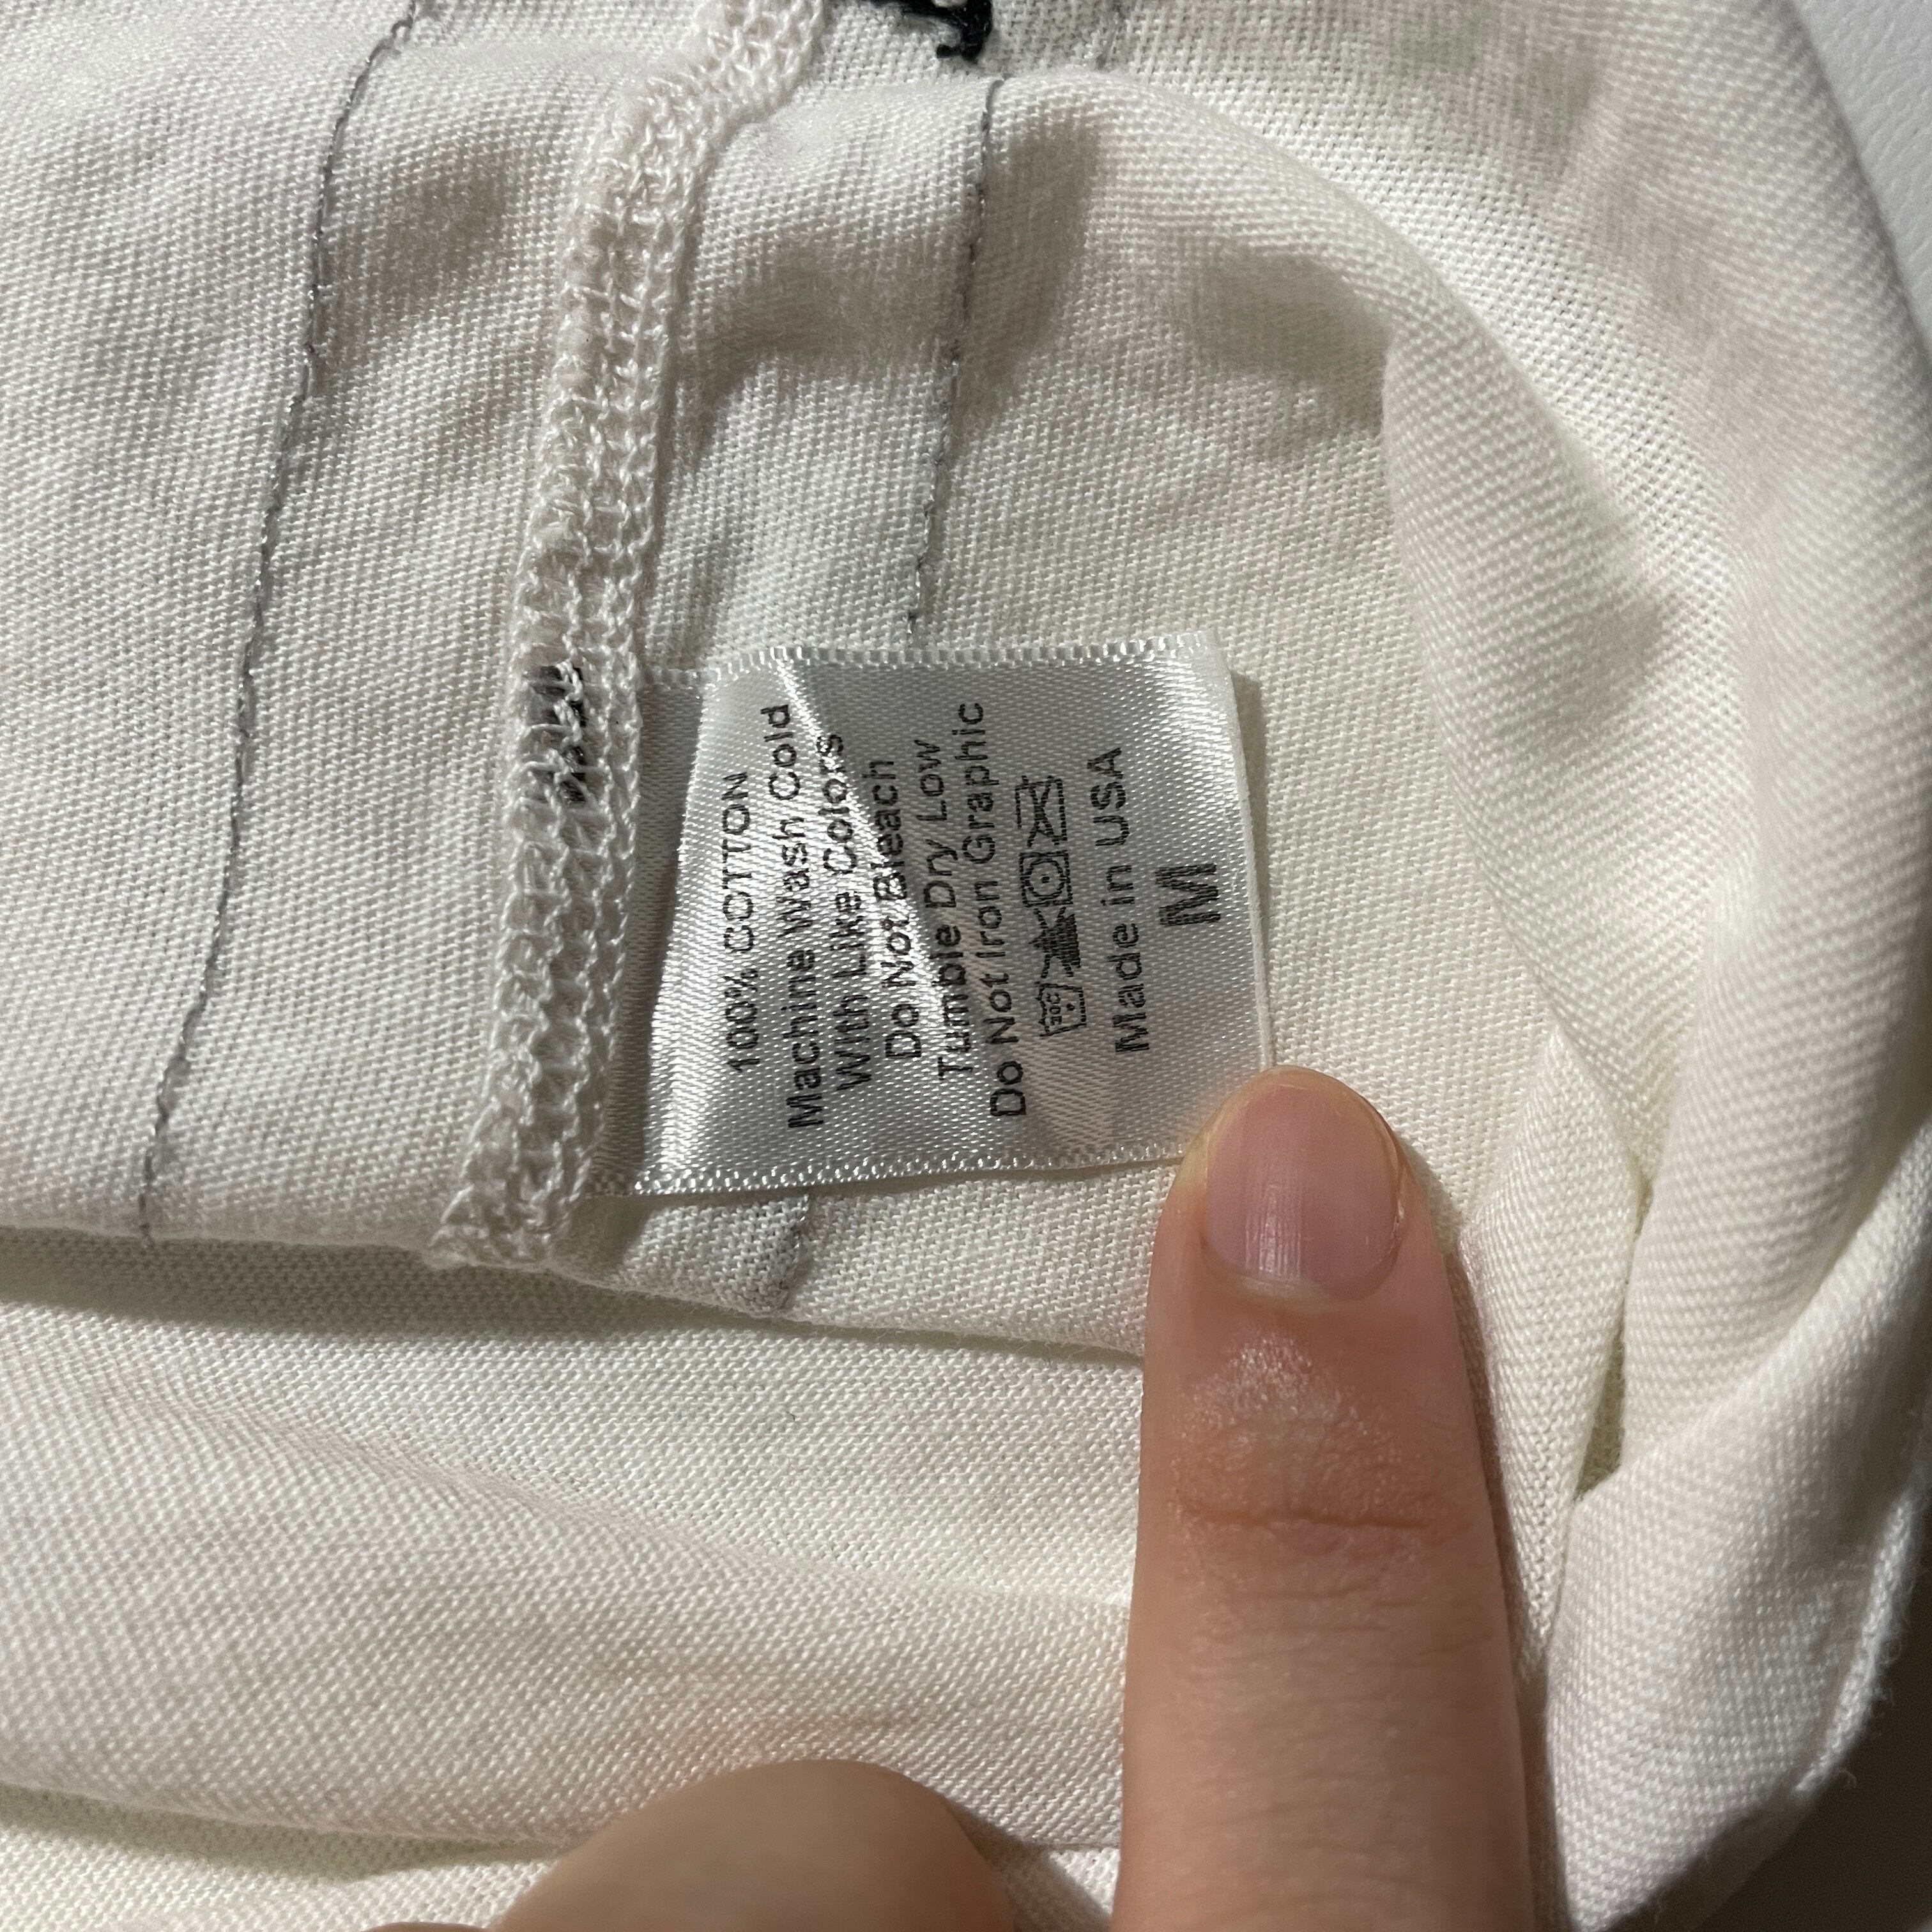 100% COTTON
Machine Wash Cold
With Like Colors
Do Not Bleach
Tumble Dry Low
Do Not Iron Graphic
30C
Made in USA
M